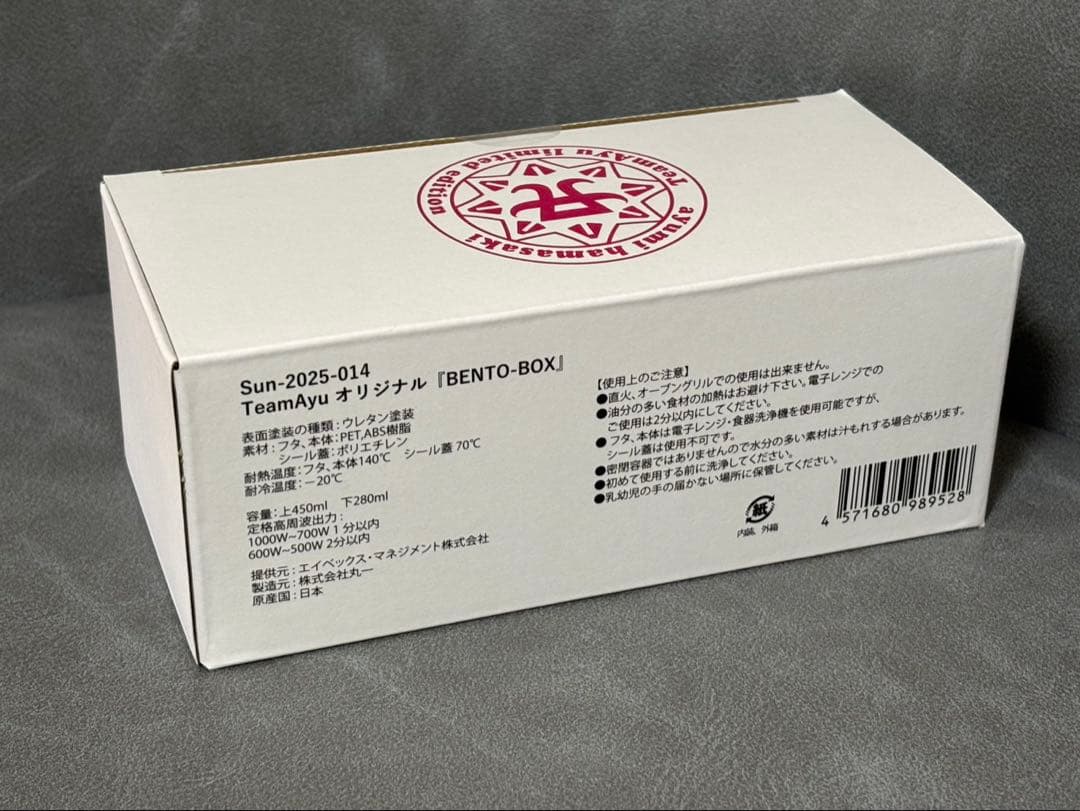 TeamAyu limited edition
ayumi hamasaki
A
Sun-2025-014
TeamAyu オリジナル『BENTO-BOX』
表面塗装の種類：ウレタン塗装
素材：フタ、本体：PET,ABS樹脂
シール蓋：ポリエチレン
耐熱温度：フタ、本体140℃　シール蓋 70℃
耐冷温度：－20℃
容量：上450ml　下280ml
定格高周波出力：
1000W~700W 1分以内
600W~500W 2分以内
提供元：エイベックス・マネジメント株式会社
製造元：株式会社丸一
原産国：日本
【使用上のご注意】
●直火、オーブングリルでの使用は出来ません。
●油分の多い食材の加熱はお避け下さい。電子レンジでの
ご使用は2分以内にしてください。
●フタ、本体は電子レンジ・食器洗浄機を使用可能ですが、
シール蓋は使用不可です。
●密閉容器ではありませんので水分の多い素材は汁もれする場合があります。
●初めて使用する前に洗浄してください。
●乳幼児の手の届かない場所に保管してください。
紙
内函、外箱
4 571680 989528